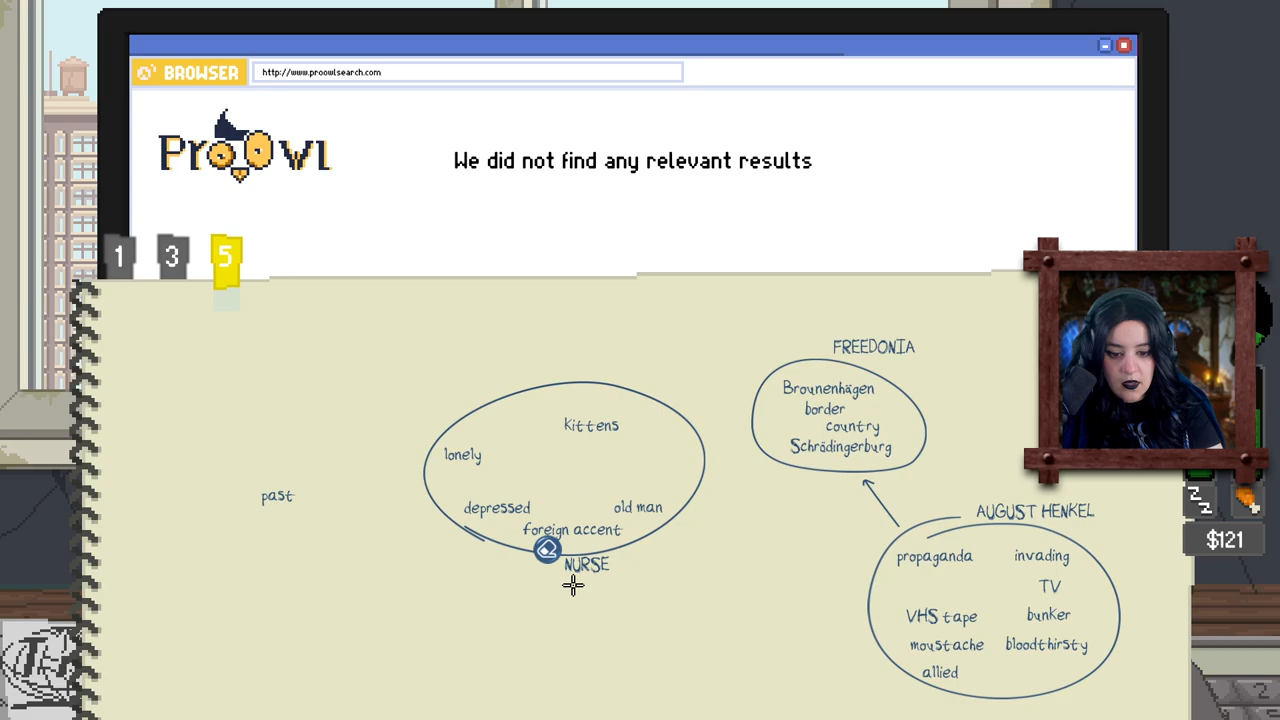 BROWSER
http://www.proowlsearch.com
ProOwl
We did not find any relevant results
1 3 5
FREEDONIA
Brounenhägen
border
country
Schrödingerburg
kittens
lonely
past
depressed
old man
foreign accent
NURSE
AUGUST HENKEL
propaganda
invading
TV
VHS tape
bunker
moustache
bloodthirsty
allied
$121